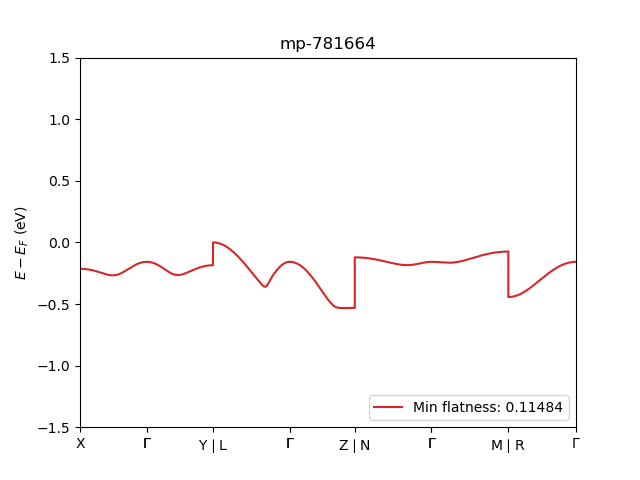 mp-781664
E − E_F (eV)
1.5
1.0
0.5
0.0
−0.5
−1.0
−1.5
X Γ Y | L Γ Z | N Γ M | R Γ
Min flatness: 0.11484